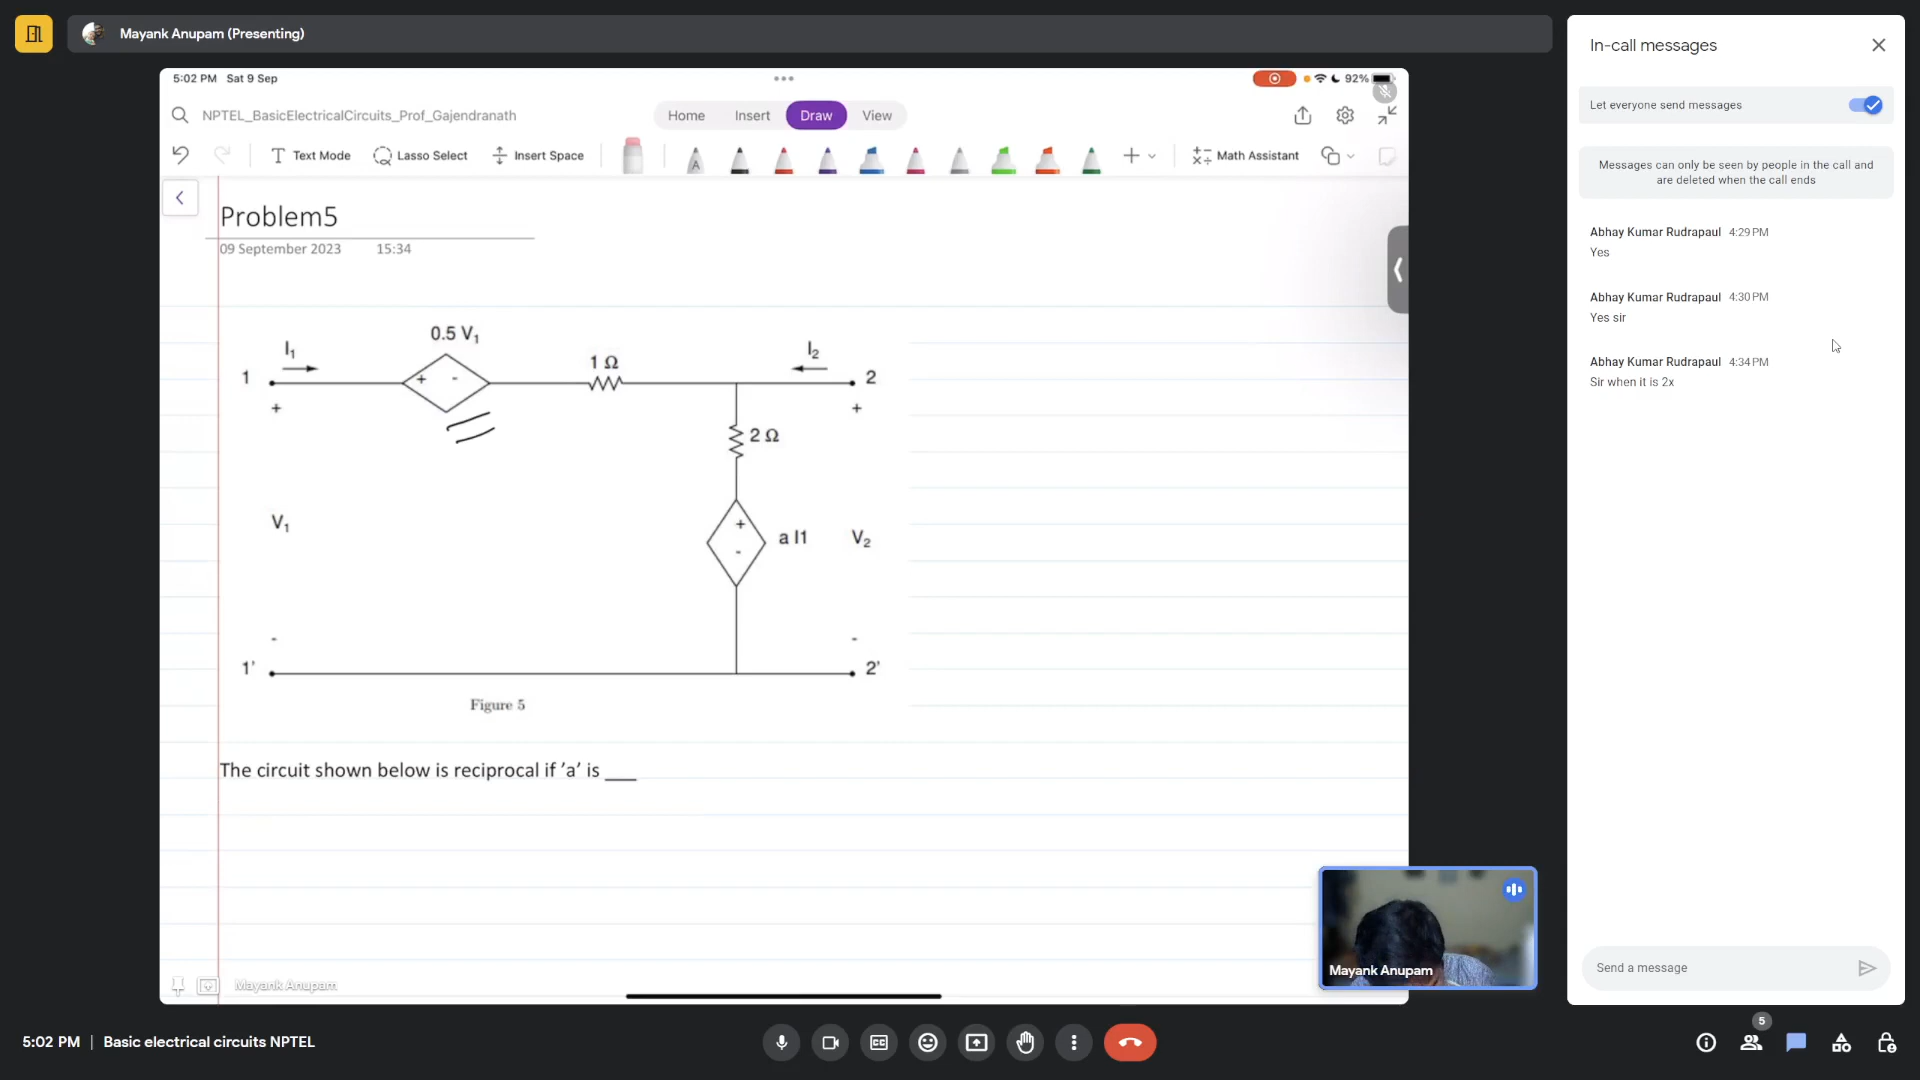 Mayank Anupam (Presenting)
5:02 PM Sat 9 Sep
92%
NPTEL_BasicElectricalCircuits_Prof_Gajendranath
Home Insert Draw View
Text Mode Lasso Select Insert Space A Math Assistant
Problem5
09 September 2023 15:34
0.5 V₁
I₁ 1 Ω I₂
1 + - 2
+ +
2 Ω
+
V₁ a I1 V₂
-
- -
1' 2'
Figure 5
The circuit shown below is reciprocal if 'a' is ___
Mayank Anupam
Mayank Anupam
In-call messages
Let everyone send messages
Messages can only be seen by people in the call and
are deleted when the call ends
Abhay Kumar Rudrapaul 4:29 PM
Yes
Abhay Kumar Rudrapaul 4:30 PM
Yes sir
Abhay Kumar Rudrapaul 4:34 PM
Sir when it is 2x
Send a message
5:02 PM | Basic electrical circuits NPTEL
5